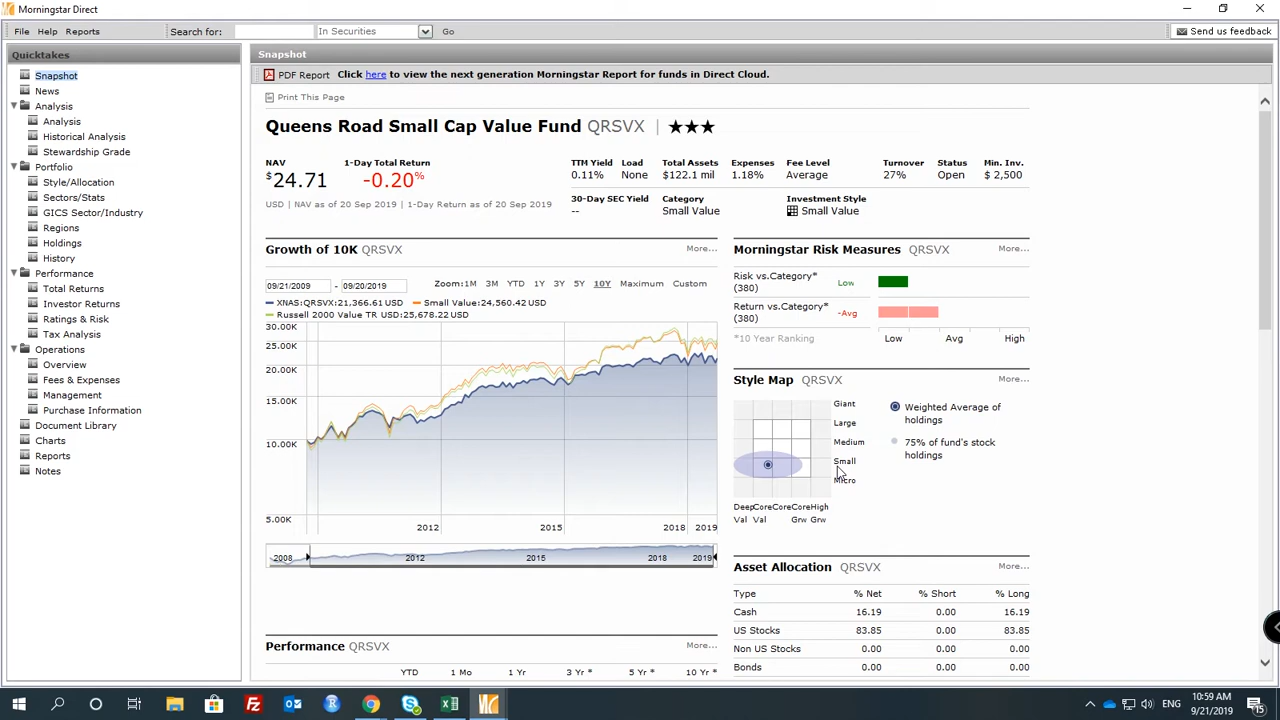 Morningstar Direct
File Help Reports Search for: In Securities Go Send us feedback
Quicktakes
Snapshot
News
Analysis
Analysis
Historical Analysis
Stewardship Grade
Portfolio
Style/Allocation
Sectors/Stats
GICS Sector/Industry
Regions
Holdings
History
Performance
Total Returns
Investor Returns
Ratings & Risk
Tax Analysis
Operations
Overview
Fees & Expenses
Management
Purchase Information
Document Library
Charts
Reports
Notes
Snapshot
PDF Report Click here to view the next generation Morningstar Report for funds in Direct Cloud.
Print This Page
Queens Road Small Cap Value Fund QRSVX | ★★★
NAV 1-Day Total Return
$24.71 -0.20%
USD | NAV as of 20 Sep 2019 | 1-Day Return as of 20 Sep 2019
TTM Yield Load Total Assets Expenses Fee Level Turnover Status Min. Inv.
0.11% None $122.1 mil 1.18% Average 27% Open $ 2,500
30-Day SEC Yield Category Investment Style
-- Small Value Small Value
Growth of 10K QRSVX More...
09/21/2009 - 09/20/2019 Zoom: 1M 3M YTD 1Y 3Y 5Y 10Y Maximum Custom
XNAS:QRSVX:21,366.61 USD Small Value:24,560.42 USD
Russell 2000 Value TR USD:25,678.22 USD
30.00K
25.00K
20.00K
15.00K
10.00K
5.00K
2012 2015 2018 2019
2008 2012 2015 2018 2019
Performance QRSVX More...
YTD 1 Mo 1 Yr 3 Yr * 5 Yr * 10 Yr *
Morningstar Risk Measures QRSVX More...
Risk vs.Category* Low
(380)
Return vs.Category* -Avg
(380)
*10 Year Ranking Low Avg High
Style Map QRSVX More...
Giant
Large
Medium
Small
Micro
Deep Core Core Core High
Val Val Grw Grw
Weighted Average of
holdings
75% of fund's stock
holdings
Asset Allocation QRSVX More...
Type % Net % Short % Long
Cash 16.19 0.00 16.19
US Stocks 83.85 0.00 83.85
Non US Stocks 0.00 0.00 0.00
Bonds 0.00 0.00 0.00
ENG
10:59 AM
9/21/2019
15